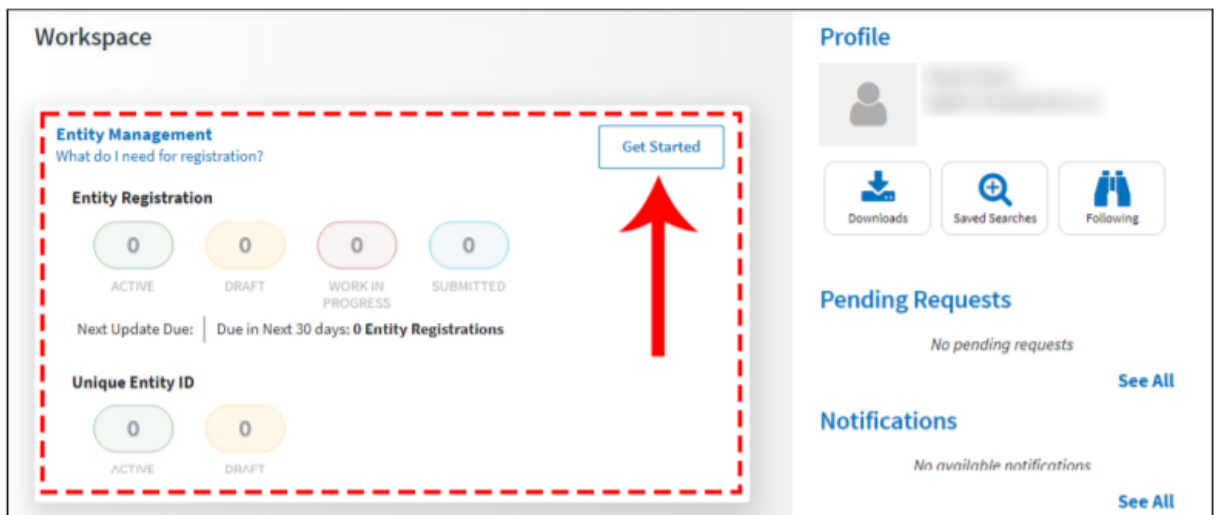 Workspace
Entity Management
What do I need for registration?
Get Started
Entity Registration
0 0 0 0
ACTIVE DRAFT WORK IN PROGRESS SUBMITTED
Next Update Due: Due in Next 30 days: 0 Entity Registrations
Unique Entity ID
0 0
ACTIVE DRAFT
Profile
Downloads Saved Searches Following
Pending Requests
No pending requests
See All
Notifications
No available notifications
See All